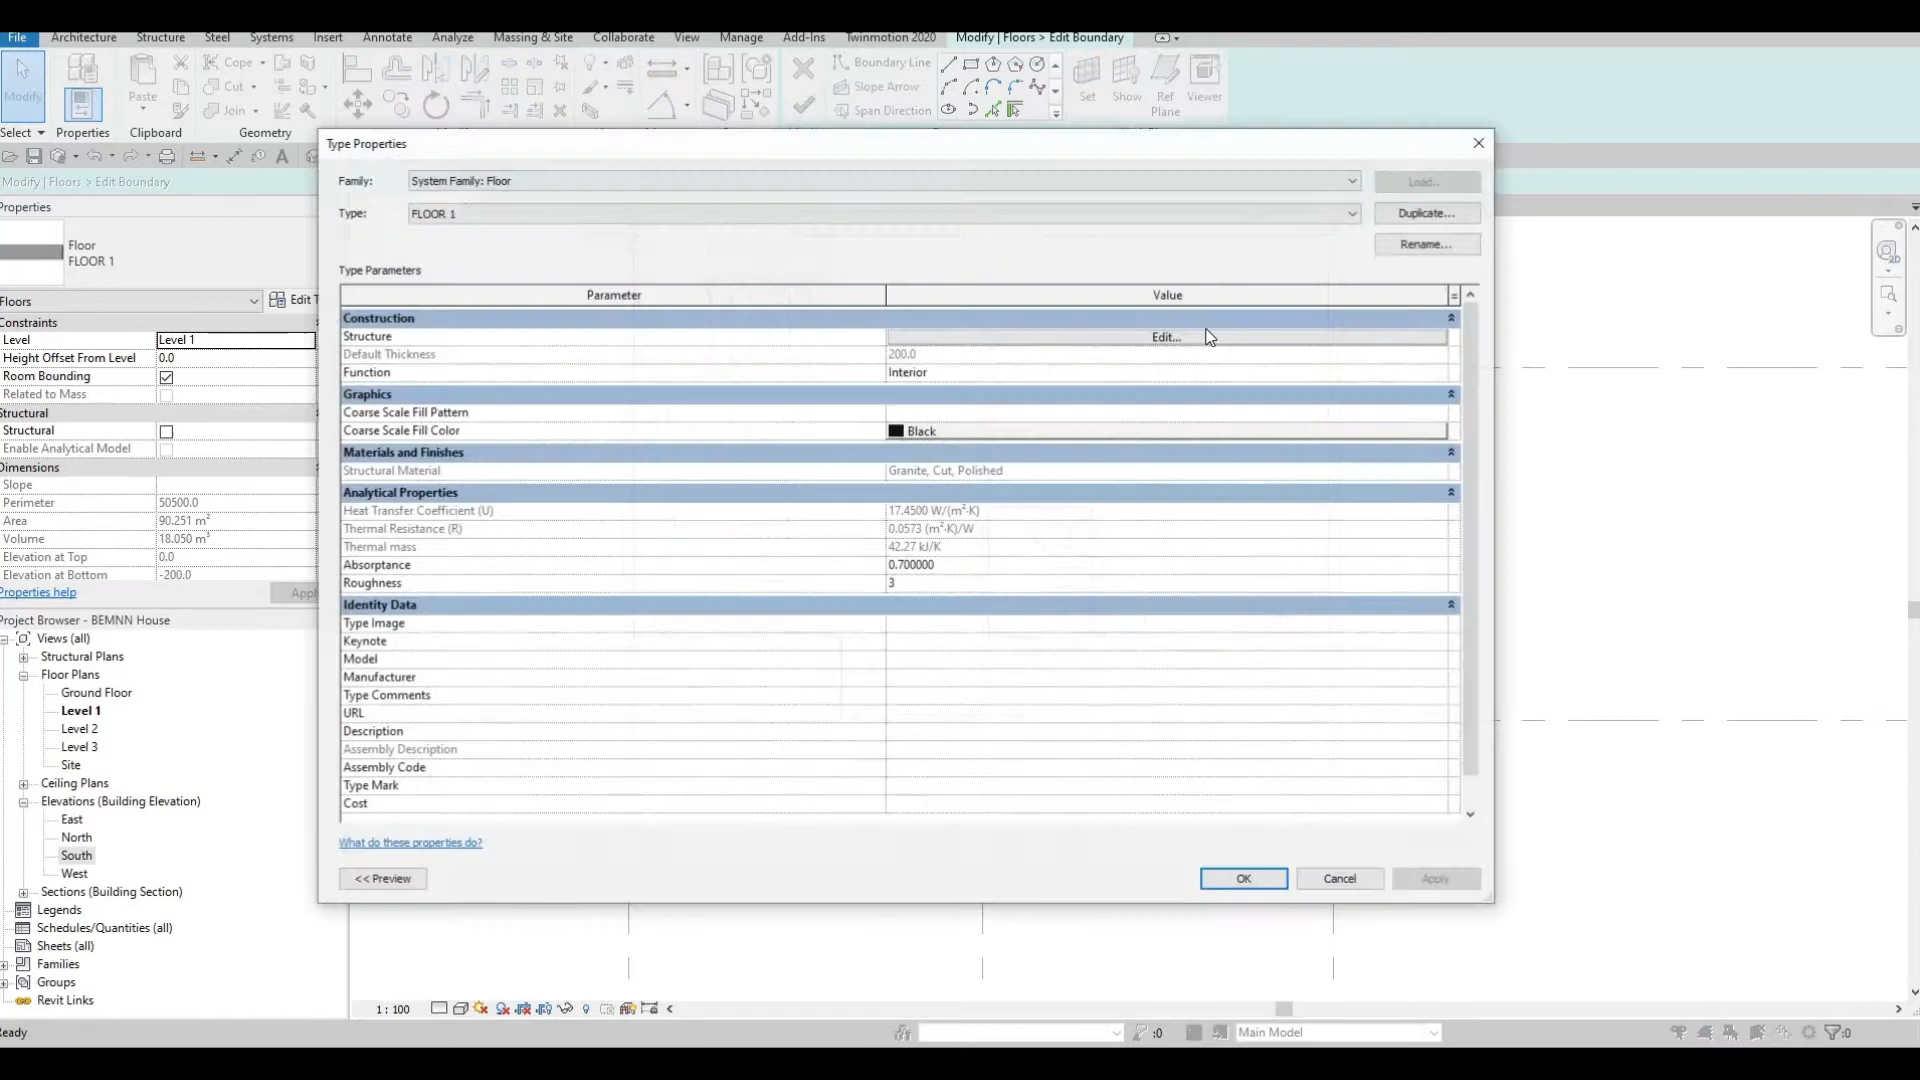 File Architecture Structure Steel Systems Insert Annotate Analyze Massing & Site Collaborate View Manage Add-Ins Twinmotion 2020 Modify | Floors > Edit Boundary
Modify Paste Cope Cut Join Boundary Line Slope Arrow Span Direction Set Show Ref Plane Viewer
Select Properties Clipboard Geometry
Modify | Floors > Edit Boundary
Properties
Floor
FLOOR 1
Floors Edit T
Constraints
Level Level 1
Height Offset From Level 0.0
Room Bounding
Related to Mass
Structural
Structural
Enable Analytical Model
Dimensions
Slope
Perimeter 50500.0
Area 90.251 m²
Volume 18.050 m³
Elevation at Top 0.0
Elevation at Bottom -200.0
Properties help Apply
Project Browser - BEMNN House
Views (all)
Structural Plans
Floor Plans
Ground Floor
Level 1
Level 2
Level 3
Site
Ceiling Plans
Elevations (Building Elevation)
East
North
South
West
Sections (Building Section)
Legends
Schedules/Quantities (all)
Sheets (all)
Families
Groups
Revit Links
Type Properties
Family: System Family: Floor Load...
Type: FLOOR 1 Duplicate...
Rename...
Type Parameters
Parameter Value =
Construction
Structure Edit...
Default Thickness 200.0
Function Interior
Graphics
Coarse Scale Fill Pattern
Coarse Scale Fill Color Black
Materials and Finishes
Structural Material Granite, Cut, Polished
Analytical Properties
Heat Transfer Coefficient (U) 17.4500 W/(m²·K)
Thermal Resistance (R) 0.0573 (m²·K)/W
Thermal mass 42.27 kJ/K
Absorptance 0.700000
Roughness 3
Identity Data
Type Image
Keynote
Model
Manufacturer
Type Comments
URL
Description
Assembly Description
Assembly Code
Type Mark
Cost
What do these properties do?
<< Preview OK Cancel Apply
2D
1 : 100
Ready :0 Main Model :0